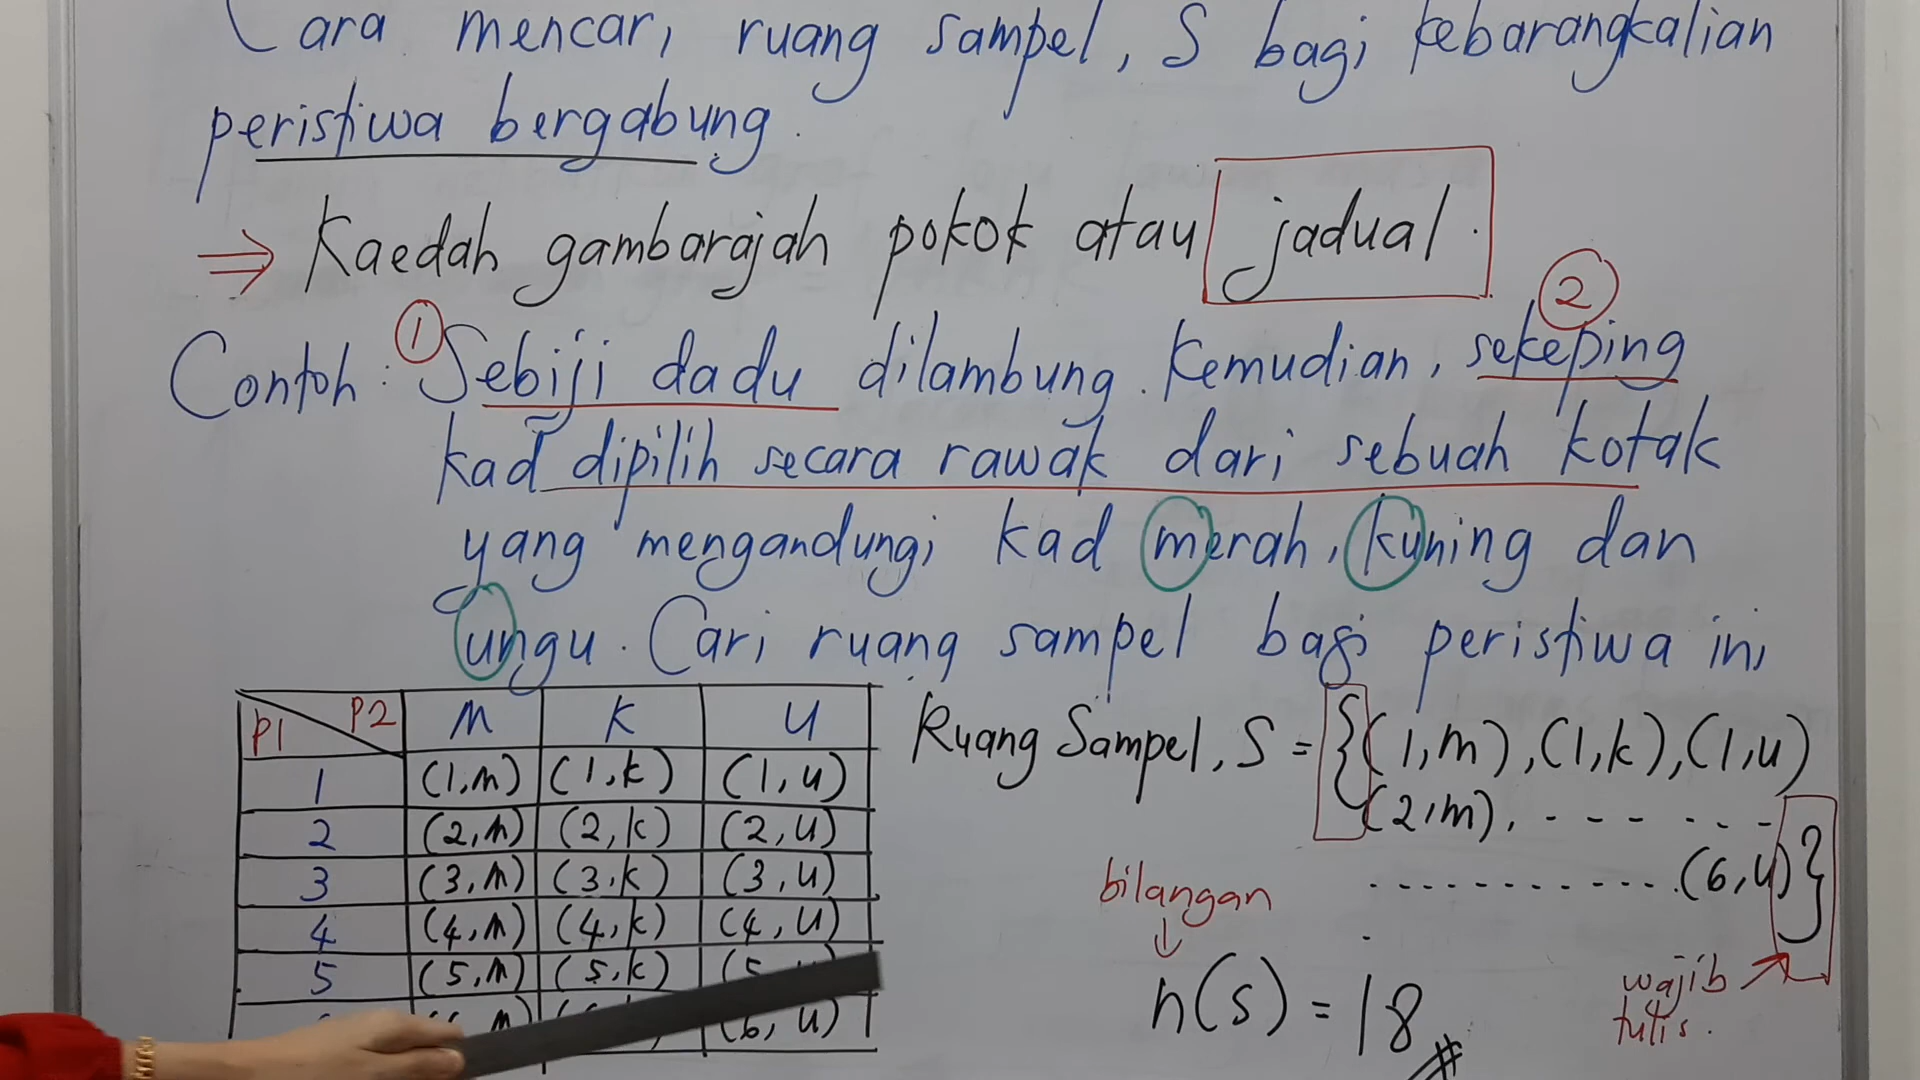 Cara mencari ruang sampel, S bagi kebarangkalian
peristiwa bergabung.
⇒ Kaedah gambarajah pokok atau jadual.
① ②
Contoh: Sebiji dadu dilambung. Kemudian, sekeping
kad dipilih secara rawak dari sebuah kotak
yang mengandungi kad merah, kuning dan
ungu. Cari ruang sampel bagi peristiwa ini
P1 P2 M K U
1 (1,M) (1,K) (1,U)
2 (2,M) (2,K) (2,U)
3 (3,M) (3,K) (3,U)
4 (4,M) (4,K) (4,U)
5 (5,M) (5,K)
(6,U)
Ruang Sampel, S = {(1,M),(1,K),(1,U)
(2,M), - - - - - -
............(6,U)}
bilangan
↓
n(S) = 18
wajib
tulis.